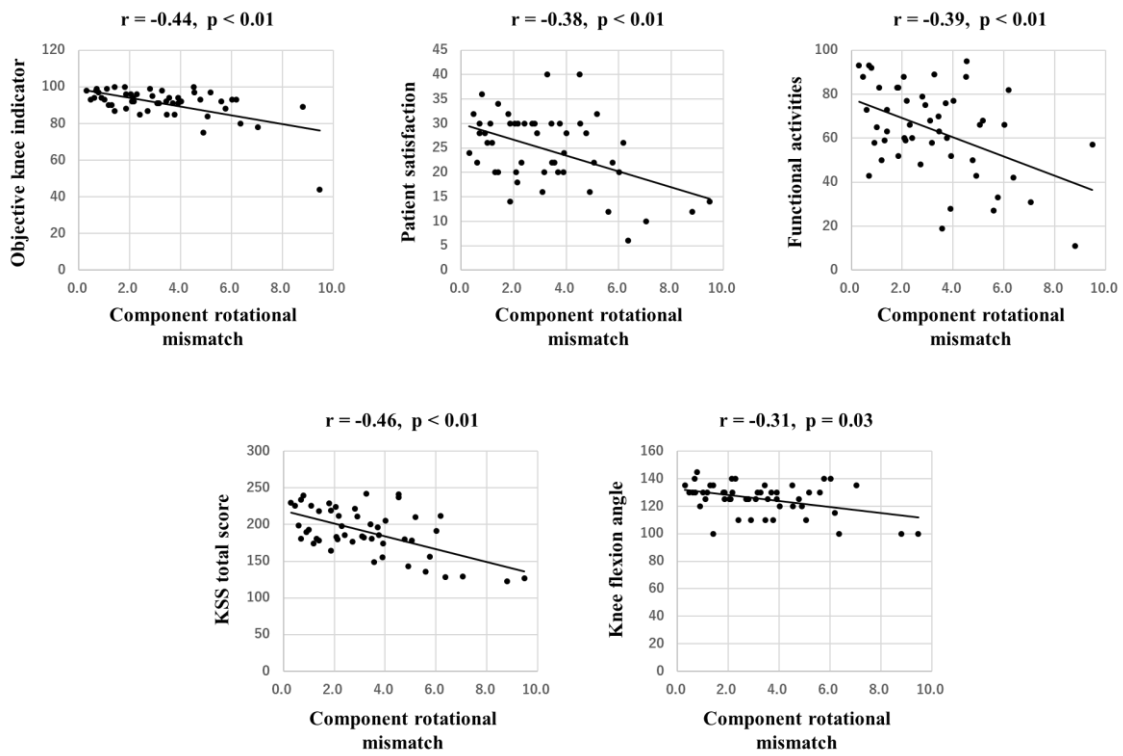 r = -0.44, p < 0.01
120
100
80
60
40
20
0
Objective knee indicator
0.0 2.0 4.0 6.0 8.0 10.0
Component rotational
mismatch
r = -0.38, p < 0.01
45
40
35
30
25
20
15
10
5
0
Patient satisfaction
0.0 2.0 4.0 6.0 8.0 10.0
Component rotational
mismatch
r = -0.39, p < 0.01
100
80
60
40
20
0
Functional activities
0.0 2.0 4.0 6.0 8.0 10.0
Component rotational
mismatch
r = -0.46, p < 0.01
300
250
200
150
100
50
0
KSS total score
0.0 2.0 4.0 6.0 8.0 10.0
Component rotational
mismatch
r = -0.31, p = 0.03
160
140
120
100
80
60
40
20
0
Knee flexion angle
0.0 2.0 4.0 6.0 8.0 10.0
Component rotational
mismatch